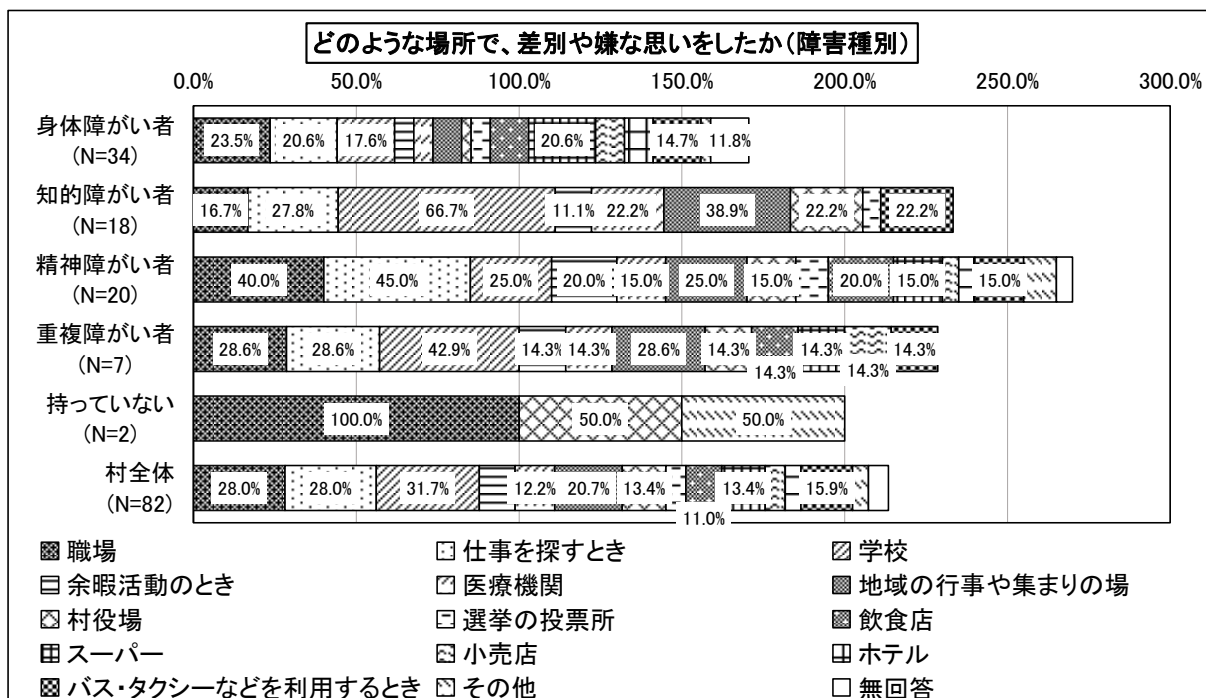 どのような場所で、差別や嫌な思いをしたか(障害種別)
0.0% 50.0% 100.0% 150.0% 200.0% 250.0% 300.0%
身体障がい者
(N=34)
23.5% 20.6% 17.6% 20.6% 14.7% 11.8%
知的障がい者
(N=18)
16.7% 27.8% 66.7% 11.1% 22.2% 38.9% 22.2% 22.2%
精神障がい者
(N=20)
40.0% 45.0% 25.0% 20.0% 15.0% 25.0% 15.0% 20.0% 15.0% 15.0%
重複障がい者
(N=7)
28.6% 28.6% 42.9% 14.3% 14.3% 28.6% 14.3% 14.3% 14.3%
14.3% 14.3%
持っていない
(N=2)
100.0% 50.0% 50.0%
村全体
(N=82)
28.0% 28.0% 31.7% 12.2% 20.7% 13.4% 13.4% 15.9%
11.0%
職場 仕事を探すとき 学校
余暇活動のとき 医療機関 地域の行事や集まりの場
村役場 選挙の投票所 飲食店
スーパー 小売店 ホテル
バス・タクシーなどを利用するとき その他 無回答